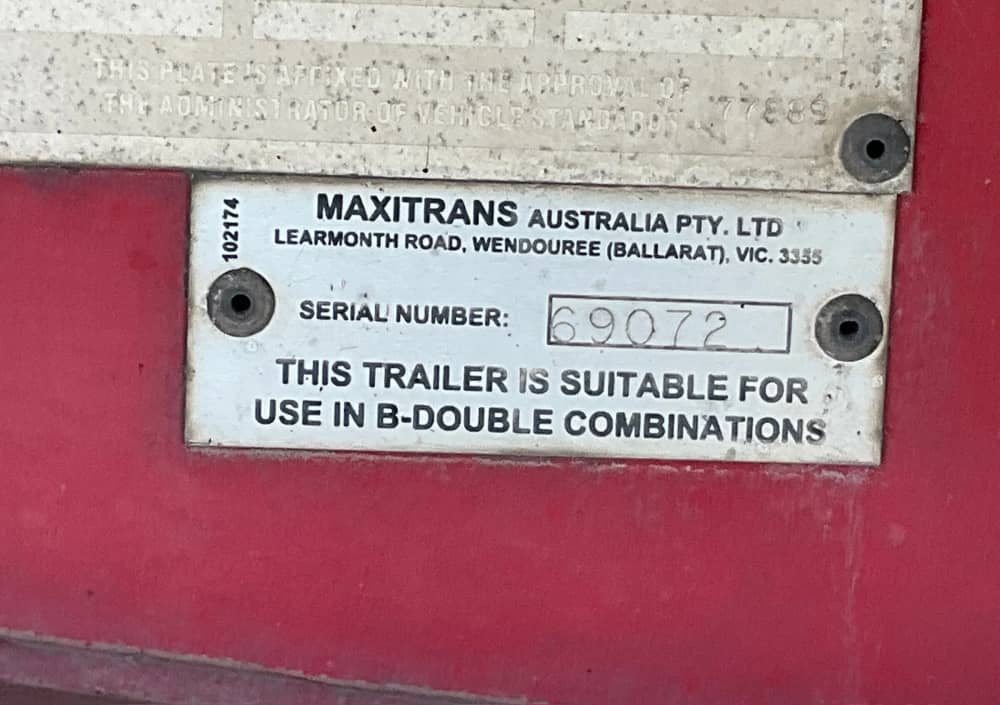 THIS PLATE IS AFFIXED WITH THE APPROVAL OF
THE ADMINISTRATOR OF VEHICLE STANDARDS 77889
102174
MAXITRANS AUSTRALIA PTY. LTD
LEARMONTH ROAD, WENDOUREE (BALLARAT), VIC. 3355
SERIAL NUMBER: 69072
THIS TRAILER IS SUITABLE FOR
USE IN B-DOUBLE COMBINATIONS